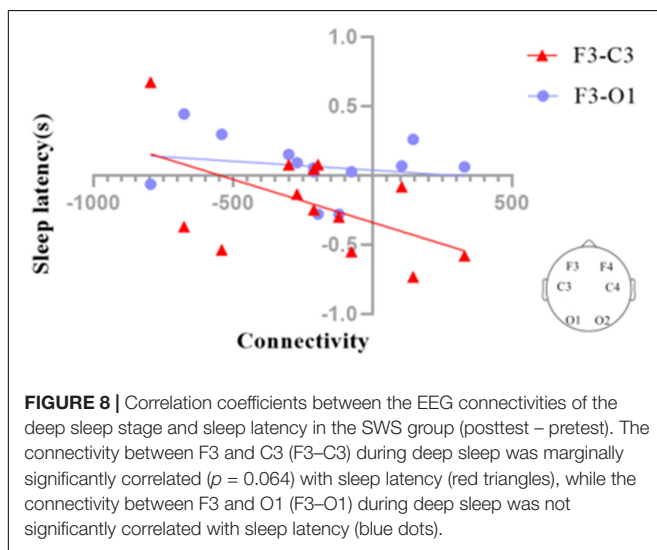 1.0
F3-C3
0.5
F3-O1
Sleep latency(s)
-1000
-500
500
-0.5
F3 F4
C3 C4
O1 O2
-1.0
Connectivity
FIGURE 8 | Correlation coefficients between the EEG connectivities of the
deep sleep stage and sleep latency in the SWS group (posttest – pretest). The
connectivity between F3 and C3 (F3–C3) during deep sleep was marginally
significantly correlated (p = 0.064) with sleep latency (red triangles), while the
connectivity between F3 and O1 (F3–O1) during deep sleep was not
significantly correlated with sleep latency (blue dots).